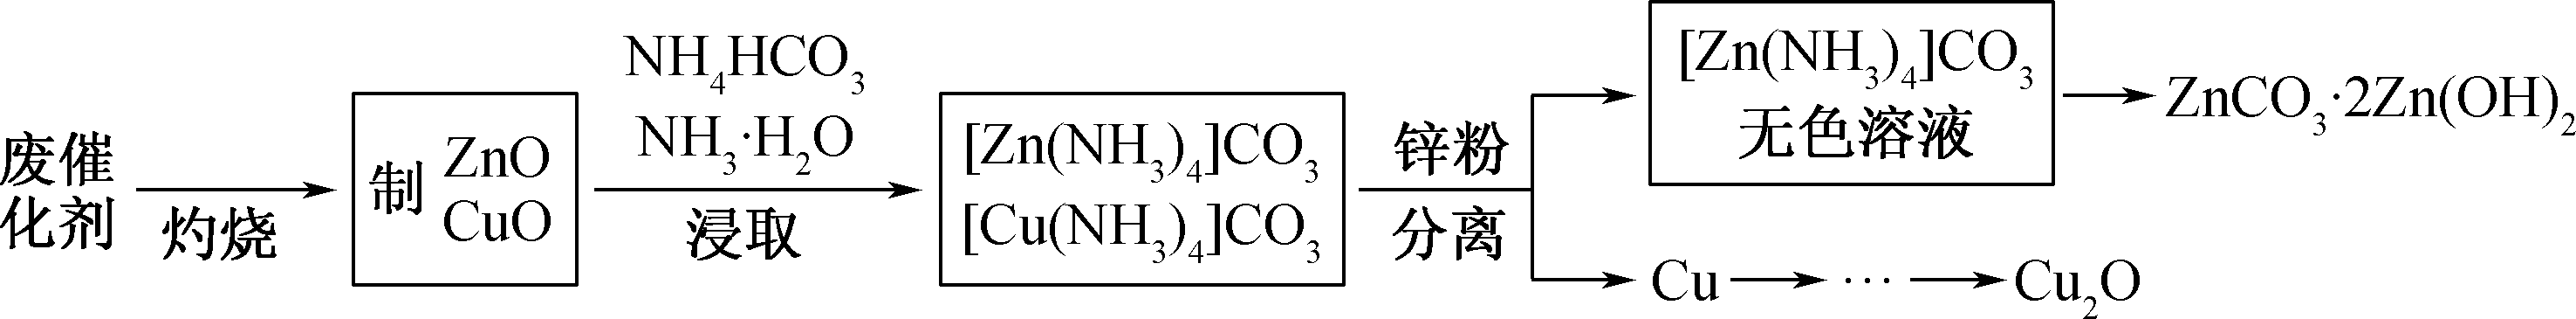 废催
化剂
灼烧
制
ZnO
CuO
NH₄HCO₃
NH₃·H₂O
浸取
[Zn(NH₃)₄]CO₃
[Cu(NH₃)₄]CO₃
锌粉
分离
[Zn(NH₃)₄]CO₃
无色溶液
ZnCO₃·2Zn(OH)₂
Cu → ··· → Cu₂O